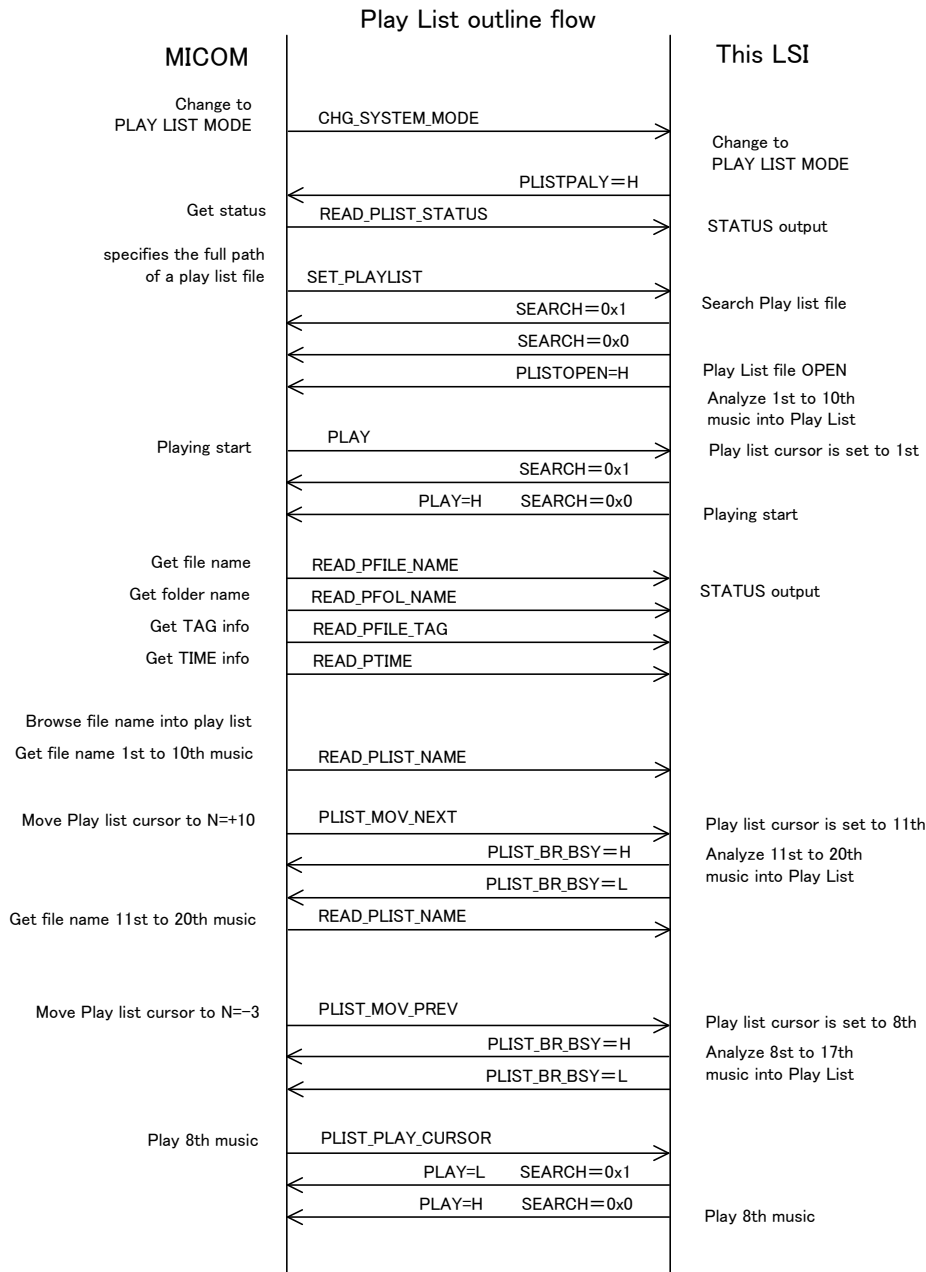 Play List outline flow
MICOM
This LSI
Change to
PLAY LIST MODE
CHG_SYSTEM_MODE
Change to
PLAY LIST MODE
PLISTPALY=H
Get status
READ_PLIST_STATUS
STATUS output
specifies the full path
of a play list file
SET_PLAYLIST
Search Play list file
SEARCH=0x1
SEARCH=0x0
Play List file OPEN
PLISTOPEN=H
Analyze 1st to 10th
music into Play List
Playing start
PLAY
Play list cursor is set to 1st
SEARCH=0x1
PLAY=H SEARCH=0x0
Playing start
Get file name
READ_PFILE_NAME
STATUS output
Get folder name
READ_PFOL_NAME
Get TAG info
READ_PFILE_TAG
Get TIME info
READ_PTIME
Browse file name into play list
Get file name 1st to 10th music
READ_PLIST_NAME
Move Play list cursor to N=+10
PLIST_MOV_NEXT
Play list cursor is set to 11th
PLIST_BR_BSY=H
Analyze 11st to 20th
music into Play List
PLIST_BR_BSY=L
Get file name 11st to 20th music
READ_PLIST_NAME
Move Play list cursor to N=-3
PLIST_MOV_PREV
Play list cursor is set to 8th
PLIST_BR_BSY=H
Analyze 8st to 17th
music into Play List
PLIST_BR_BSY=L
Play 8th music
PLIST_PLAY_CURSOR
PLAY=L SEARCH=0x1
PLAY=H SEARCH=0x0
Play 8th music